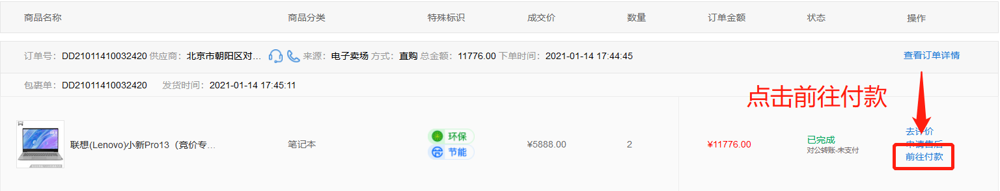 商品名称 商品分类 特殊标识 成交价 数量 订单金额 状态 操作
订单号：DD21011410032420 供应商：北京市朝阳区对... 来源：电子卖场 方式：直购 总金额：11776.00 下单时间：2021-01-14 17:44:45 查看订单详情
包裹单：DD21011410032420 发货时间：2021-01-14 17:45:11
点击前往付款
联想(Lenovo)小新Pro13（竞价专... 笔记本 环保 ¥5888.00 2 ¥11776.00 已完成 去评价
节能 对公转账-未支付 申请售后
前往付款